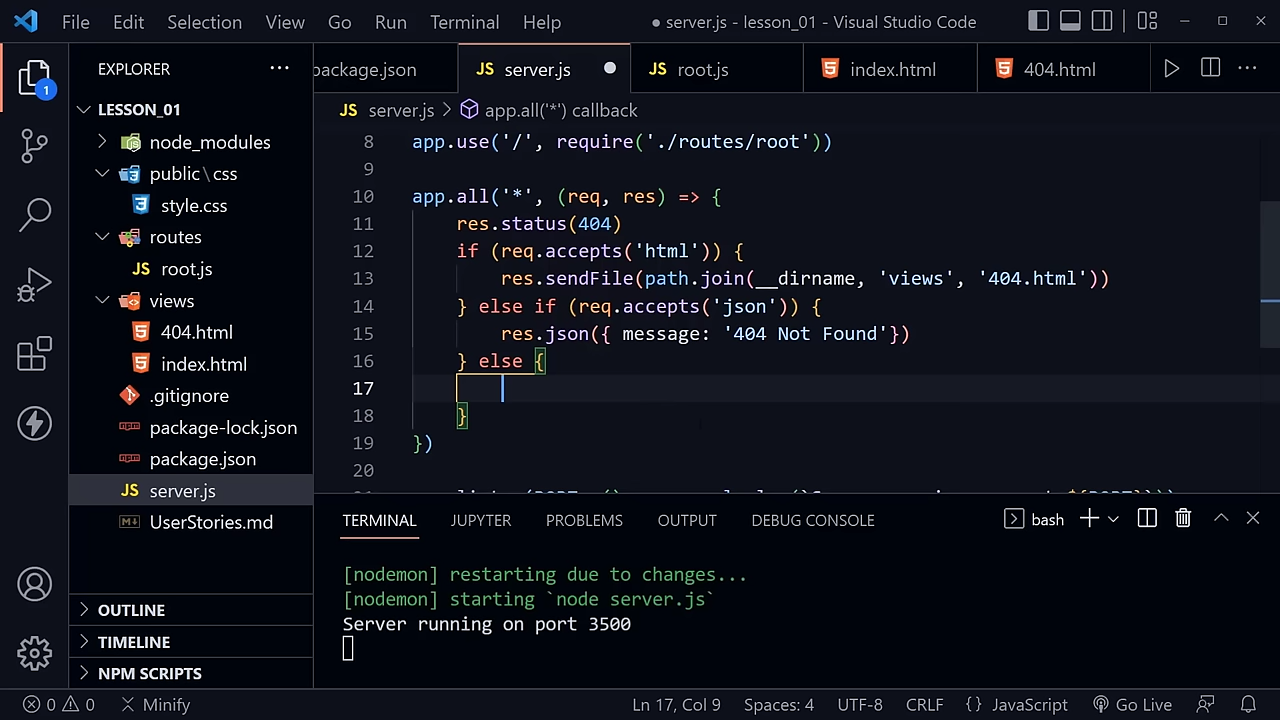 File Edit Selection View Go Run Terminal Help ● server.js - lesson_01 - Visual Studio Code
EXPLORER ···
package.json JS server.js ● JS root.js index.html 404.html ···
1
LESSON_01
JS server.js > app.all('*') callback
node_modules
public\css
style.css
routes
JS root.js
views
404.html
index.html
.gitignore
package-lock.json
package.json
JS server.js
UserStories.md
OUTLINE
TIMELINE
NPM SCRIPTS
8 app.use('/', require('./routes/root'))
9
10 app.all('*', (req, res) => {
11 res.status(404)
12 if (req.accepts('html')) {
13 res.sendFile(path.join(__dirname, 'views', '404.html'))
14 } else if (req.accepts('json')) {
15 res.json({ message: '404 Not Found'})
16 } else {
17
18 }
19 })
20
TERMINAL JUPYTER PROBLEMS OUTPUT DEBUG CONSOLE bash
[nodemon] restarting due to changes...
[nodemon] starting `node server.js`
Server running on port 3500
0 0 Minify Ln 17, Col 9 Spaces: 4 UTF-8 CRLF {} JavaScript Go Live